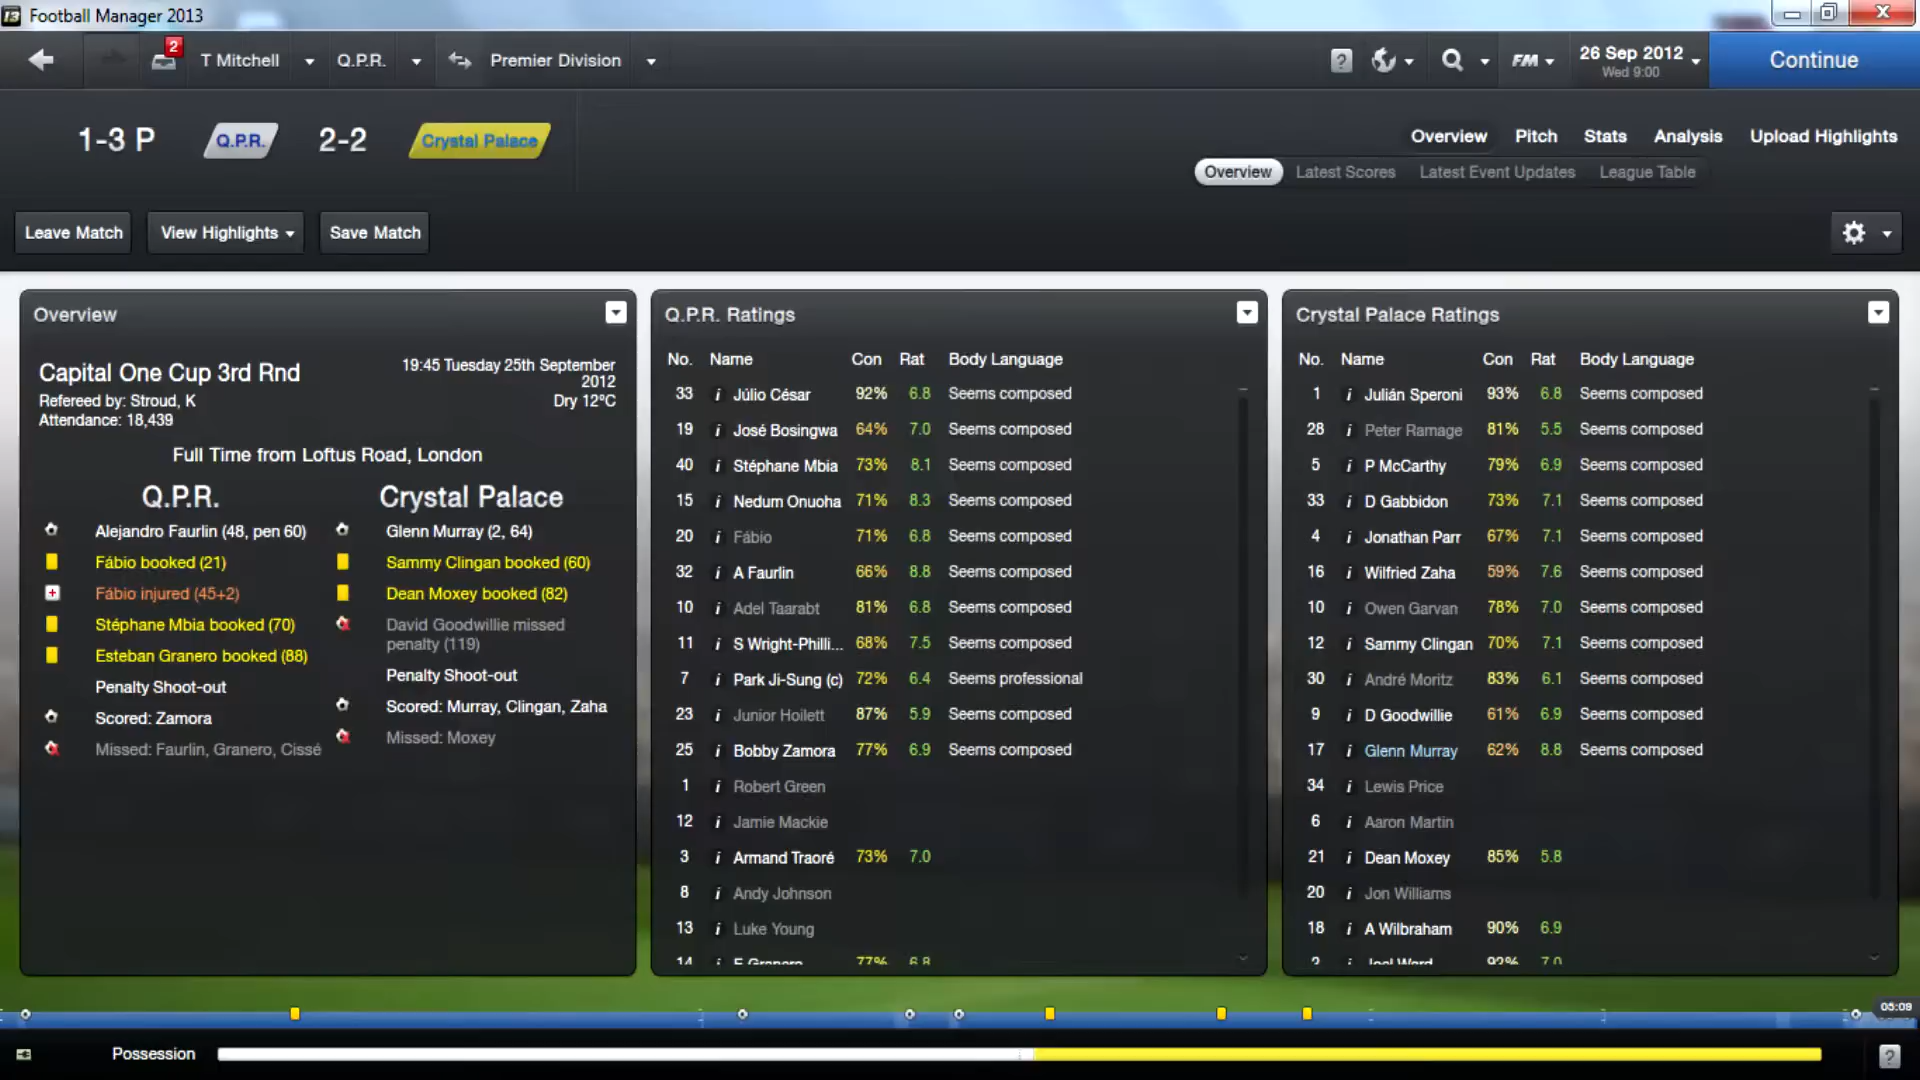 Football Manager 2013
2
T Mitchell
Q.P.R.
Premier Division
?
FM
26 Sep 2012
Wed 9:00
Continue
1-3 P
Q.P.R.
2-2
Crystal Palace
Overview
Pitch
Stats
Analysis
Upload Highlights
Overview
Latest Scores
Latest Event Updates
League Table
Leave Match
View Highlights
Save Match
Overview
Capital One Cup 3rd Rnd
19:45 Tuesday 25th September
2012
Refereed by: Stroud, K
Dry 12°C
Attendance: 18,439
Full Time from Loftus Road, London
Q.P.R.
Alejandro Faurlin (48, pen 60)
Fábio booked (21)
Fábio injured (45+2)
Stéphane Mbia booked (70)
Esteban Granero booked (88)
Penalty Shoot-out
Scored: Zamora
Missed: Faurlin, Granero, Cissé
Crystal Palace
Glenn Murray (2, 64)
Sammy Clingan booked (60)
Dean Moxey booked (82)
David Goodwillie missed
penalty (119)
Penalty Shoot-out
Scored: Murray, Clingan, Zaha
Missed: Moxey
Q.P.R. Ratings
No. Name Con Rat Body Language
33 i Júlio César 92% 6.8 Seems composed
19 i José Bosingwa 64% 7.0 Seems composed
40 i Stéphane Mbia 73% 8.1 Seems composed
15 i Nedum Onuoha 71% 8.3 Seems composed
20 i Fábio 71% 6.8 Seems composed
32 i A Faurlin 66% 8.8 Seems composed
10 i Adel Taarabt 81% 6.8 Seems composed
11 i S Wright-Philli... 68% 7.5 Seems composed
7 i Park Ji-Sung (c) 72% 6.4 Seems professional
23 i Junior Hoilett 87% 5.9 Seems composed
25 i Bobby Zamora 77% 6.9 Seems composed
1 i Robert Green
12 i Jamie Mackie
3 i Armand Traoré 73% 7.0
8 i Andy Johnson
13 i Luke Young
14 i E Granero 77% 6.8
Crystal Palace Ratings
No. Name Con Rat Body Language
1 i Julián Speroni 93% 6.8 Seems composed
28 i Peter Ramage 81% 5.5 Seems composed
5 i P McCarthy 79% 6.9 Seems composed
33 i D Gabbidon 73% 7.1 Seems composed
4 i Jonathan Parr 67% 7.1 Seems composed
16 i Wilfried Zaha 59% 7.6 Seems composed
10 i Owen Garvan 78% 7.0 Seems composed
12 i Sammy Clingan 70% 7.1 Seems composed
30 i André Moritz 83% 6.1 Seems composed
9 i D Goodwillie 61% 6.9 Seems composed
17 i Glenn Murray 62% 8.8 Seems composed
34 i Lewis Price
6 i Aaron Martin
21 i Dean Moxey 85% 5.8
20 i Jon Williams
18 i A Wilbraham 90% 6.9
2 i Joel Ward 92% 7.0
05:09
Possession
?